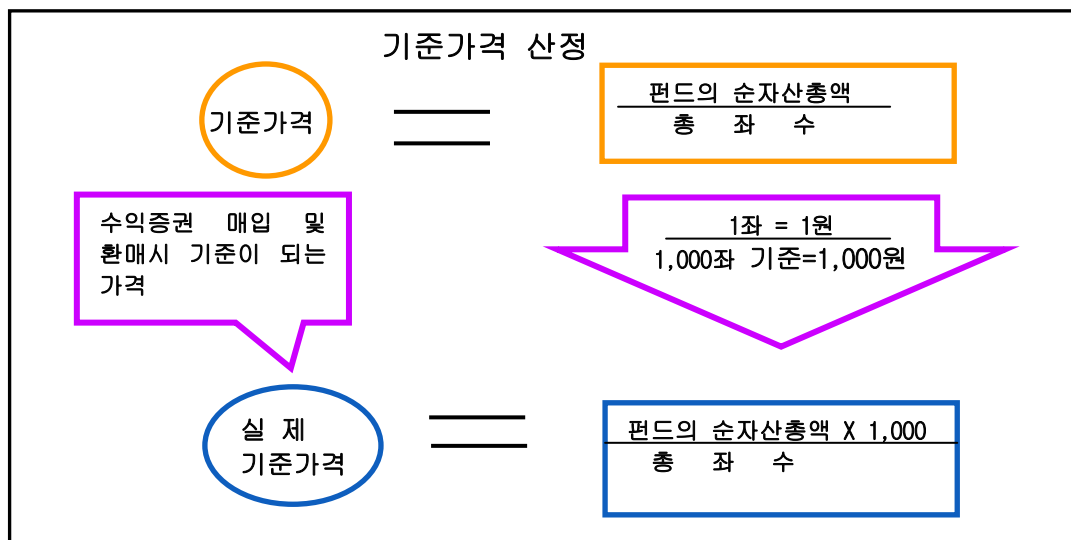 기준가격 산정
기준가격
펀드의 순자산총액
총 좌 수
수익증권 매입 및
환매시 기준이 되는
가격
1좌 = 1원
1,000좌 기준=1,000원
실 제
기준가격
펀드의 순자산총액 X 1,000
총 좌 수